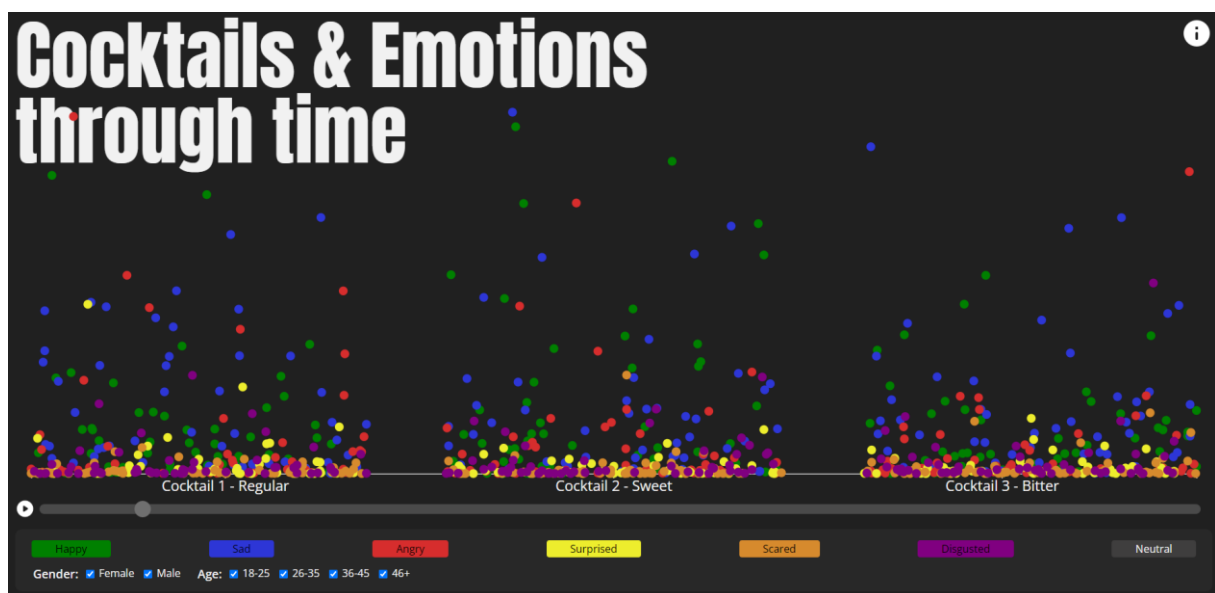 Cocktails & Emotions
through time
i
Cocktail 1 - Regular Cocktail 2 - Sweet Cocktail 3 - Bitter
Happy Sad Angry Surprised Scared Disgusted Neutral
Gender: Female Male Age: 18-25 26-35 36-45 46+